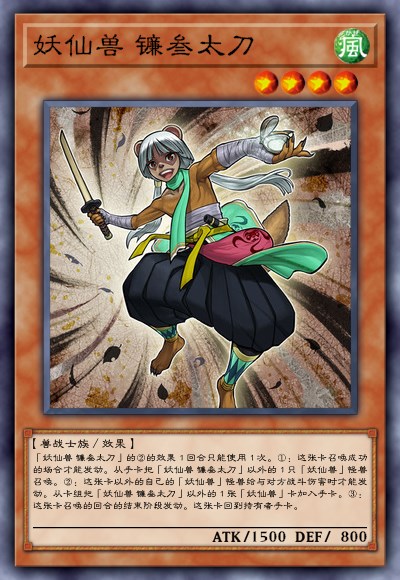 妖仙兽 镰叁太刀
風
【兽战士族/效果】
「妖仙兽 镰叁太刀」的②的效果1回合只能使用1次。①：这张卡召唤成功
的场合才能发动。从手卡把「妖仙兽 镰叁太刀」以外的1只「妖仙兽」怪兽
召唤。②：这张卡以外的自己的「妖仙兽」怪兽给与对方战斗伤害时才能发
动。从卡组把「妖仙兽 镰叁太刀」以外的1张「妖仙兽」卡加入手卡。③：
这张卡召唤的回合的结束阶段发动。这张卡回到持有者手卡。
ATK/1500 DEF/ 800